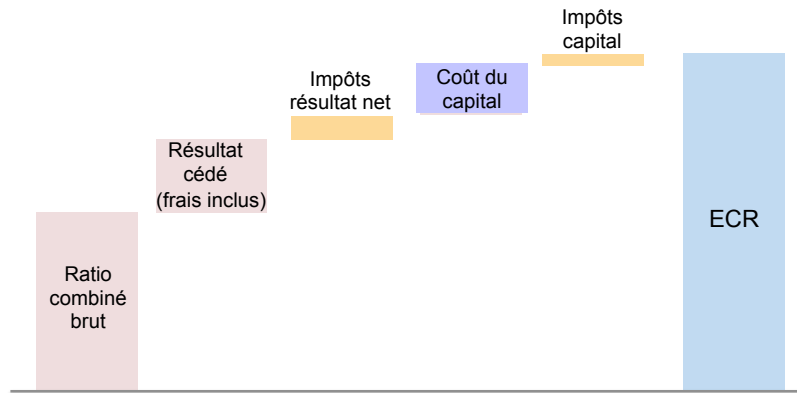 Ratio
combiné
brut
Résultat
cédé
(frais inclus)
Impôts
résultat net
Coût du
capital
Impôts
capital
ECR